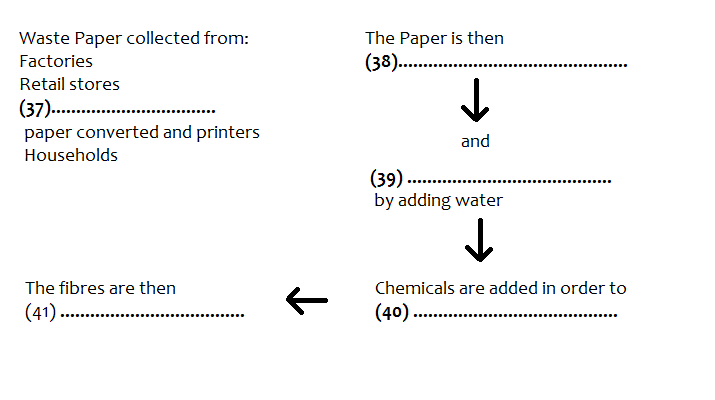 Waste Paper collected from:
Factories
Retail stores
(37).................................
paper converted and printers
Households
The Paper is then
(38)..............................................
and
(39) .........................................
by adding water
Chemicals are added in order to
(40) .........................................
The fibres are then
(41) .....................................